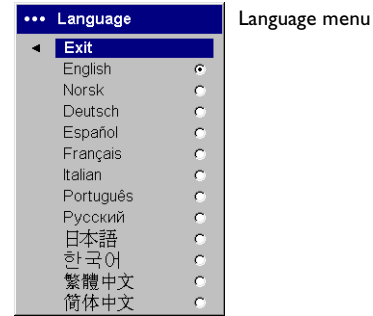 ••• Language
Language menu
◄ Exit
English
Norsk
Deutsch
Español
Français
Italian
Português
Русский
日本語
한국어
繁體中文
简体中文